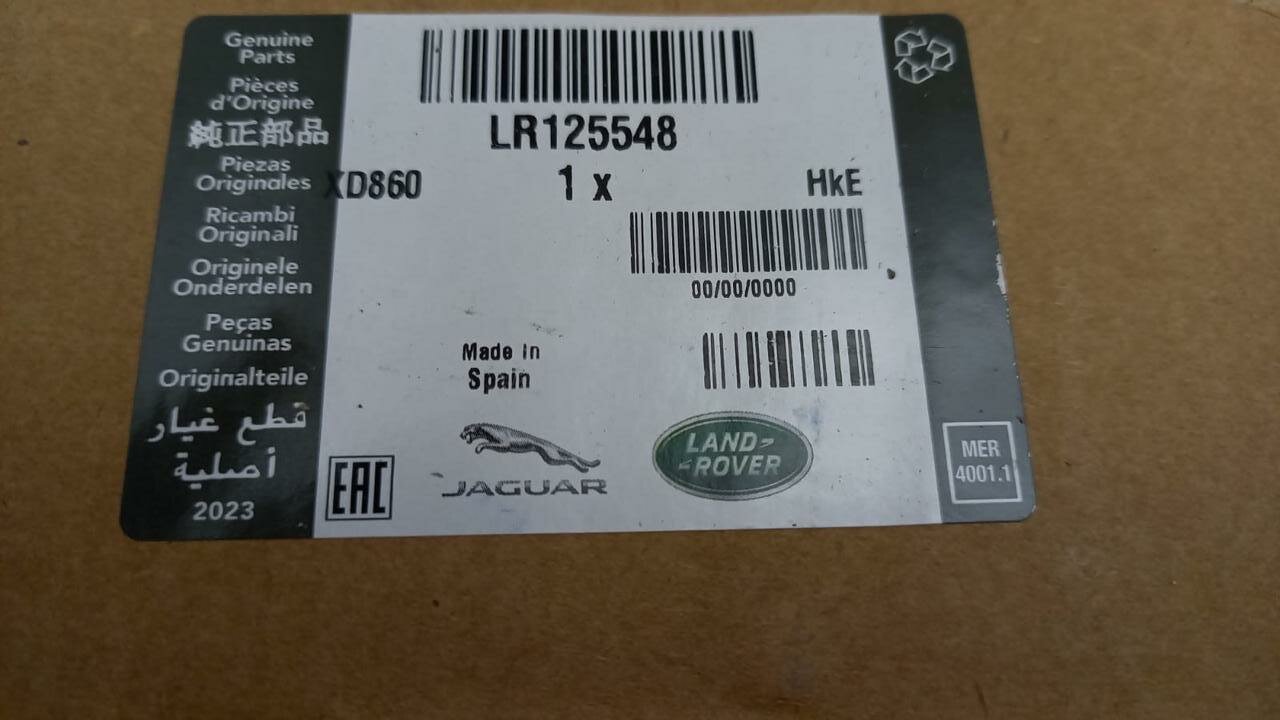 Genuine
Parts
Pièces
d'Origine
純正部品
Piezas
Originales
Ricambi
Originali
Originele
Onderdelen
Peças
Genuinas
Originalteile
قطع غيار
أصلية
2023
LR125548
XD860 1 x HkE
00/00/0000
Made in
Spain
EAC
JAGUAR
LAND-
-ROVER
MER
4001.1